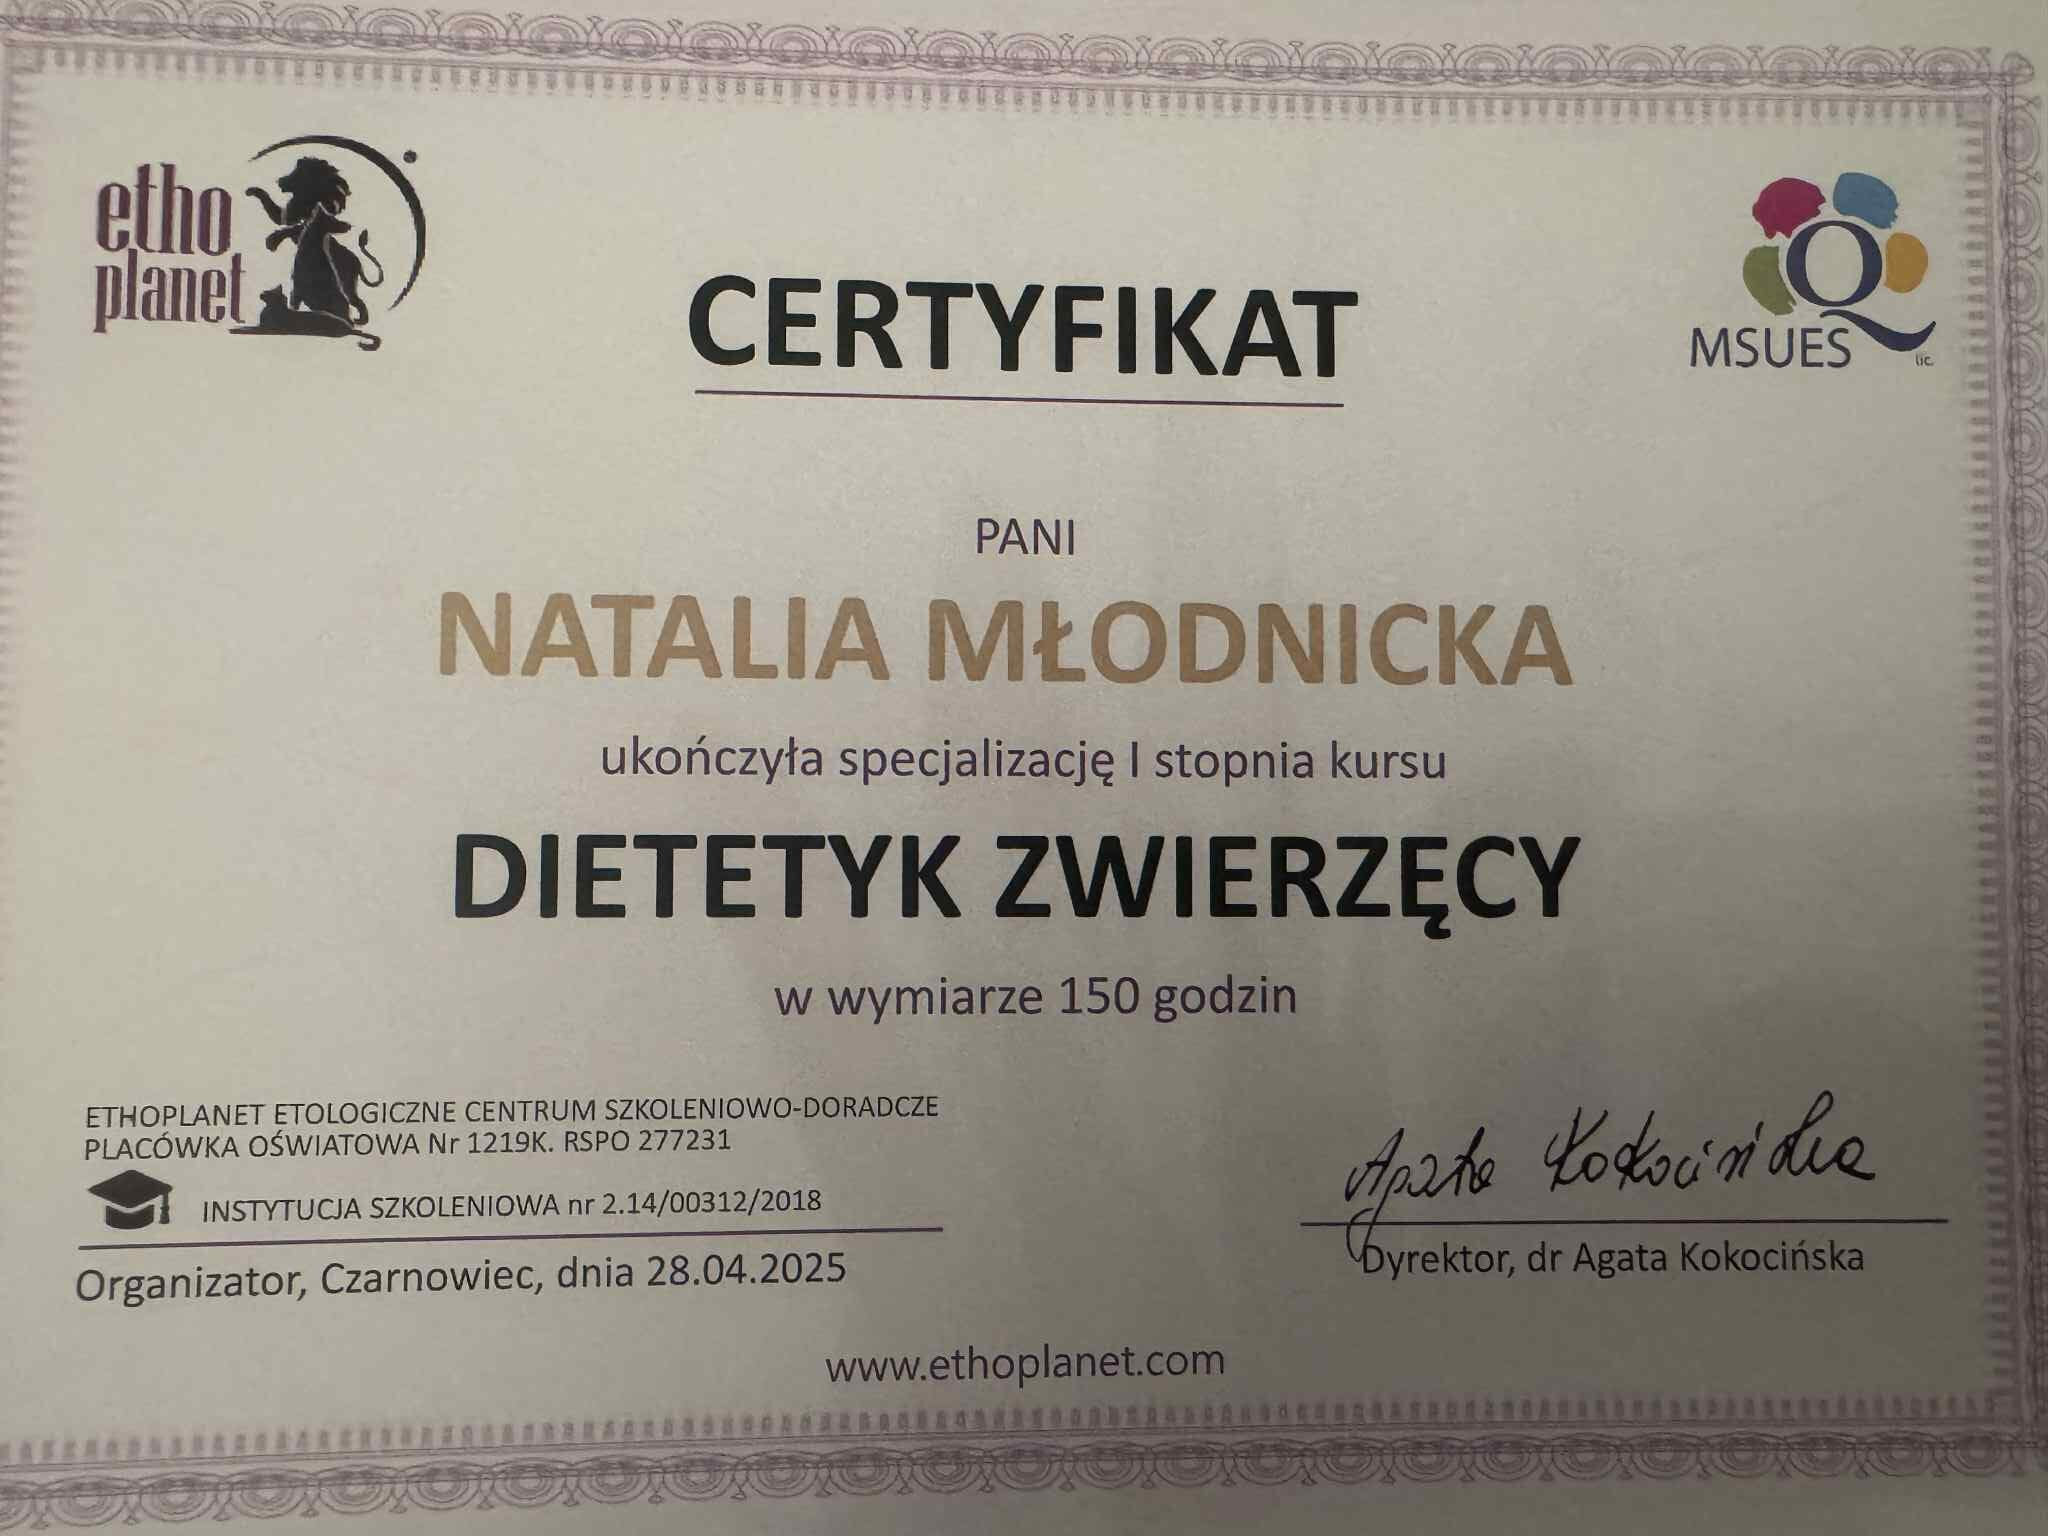 etho
planet
MSUES
lic.
CERTYFIKAT
PANI
NATALIA MŁODNICKA
ukończyła specjalizację I stopnia kursu
DIETETYK ZWIERZĘCY
w wymiarze 150 godzin
ETHOPLANET ETOLOGICZNE CENTRUM SZKOLENIOWO-DORADCZE
PLACÓWKA OŚWIATOWA Nr 1219K. RSPO 277231
INSTYTUCJA SZKOLENIOWA nr 2.14/00312/2018
Organizator, Czarnowiec, dnia 28.04.2025
Agata Kokocińska
Dyrektor, dr Agata Kokocińska
www.ethoplanet.com